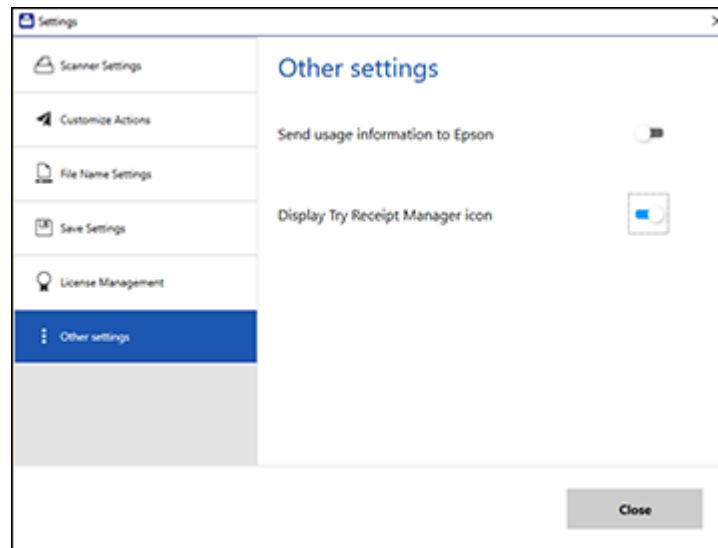 Settings
Scanner Settings
Customize Actions
File Name Settings
Save Settings
License Management
Other settings
Other settings
Send usage information to Epson
Display Try Receipt Manager icon
Close